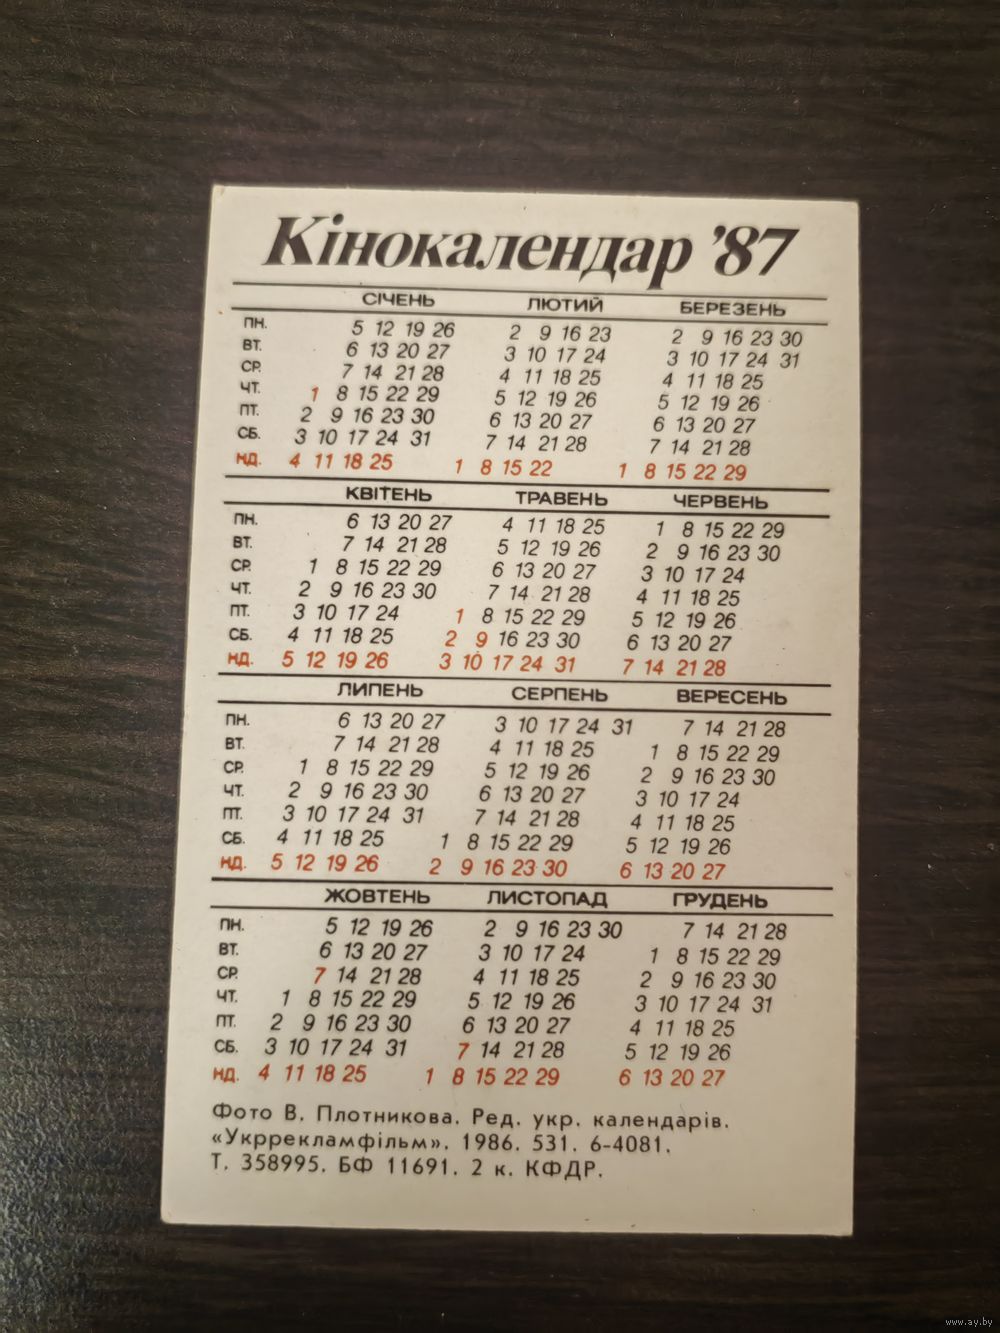 Кінокалендар '87
СІЧЕНЬ ЛЮТИЙ БЕРЕЗЕНЬ
ПН. 5 12 19 26 2 9 16 23 2 9 16 23 30
ВТ. 6 13 20 27 3 10 17 24 3 10 17 24 31
СР. 7 14 21 28 4 11 18 25 4 11 18 25
ЧТ. 1 8 15 22 29 5 12 19 26 5 12 19 26
ПТ. 2 9 16 23 30 6 13 20 27 6 13 20 27
СБ. 3 10 17 24 31 7 14 21 28 7 14 21 28
НД. 4 11 18 25 1 8 15 22 1 8 15 22 29
КВІТЕНЬ ТРАВЕНЬ ЧЕРВЕНЬ
ПН. 6 13 20 27 4 11 18 25 1 8 15 22 29
ВТ. 7 14 21 28 5 12 19 26 2 9 16 23 30
СР. 1 8 15 22 29 6 13 20 27 3 10 17 24
ЧТ. 2 9 16 23 30 7 14 21 28 4 11 18 25
ПТ. 3 10 17 24 1 8 15 22 29 5 12 19 26
СБ. 4 11 18 25 2 9 16 23 30 6 13 20 27
НД. 5 12 19 26 3 10 17 24 31 7 14 21 28
ЛИПЕНЬ СЕРПЕНЬ ВЕРЕСЕНЬ
ПН. 6 13 20 27 3 10 17 24 31 7 14 21 28
ВТ. 7 14 21 28 4 11 18 25 1 8 15 22 29
СР. 1 8 15 22 29 5 12 19 26 2 9 16 23 30
ЧТ. 2 9 16 23 30 6 13 20 27 3 10 17 24
ПТ. 3 10 17 24 31 7 14 21 28 4 11 18 25
СБ. 4 11 18 25 1 8 15 22 29 5 12 19 26
НД. 5 12 19 26 2 9 16 23 30 6 13 20 27
ЖОВТЕНЬ ЛИСТОПАД ГРУДЕНЬ
ПН. 5 12 19 26 2 9 16 23 30 7 14 21 28
ВТ. 6 13 20 27 3 10 17 24 1 8 15 22 29
СР. 7 14 21 28 4 11 18 25 2 9 16 23 30
ЧТ. 1 8 15 22 29 5 12 19 26 3 10 17 24 31
ПТ. 2 9 16 23 30 6 13 20 27 4 11 18 25
СБ. 3 10 17 24 31 7 14 21 28 5 12 19 26
НД. 4 11 18 25 1 8 15 22 29 6 13 20 27
Фото В. Плотникова. Ред. укр. календарів.
«Укррекламфільм». 1986. 531. 6-4081.
Т. 358995. БФ 11691. 2 к. КФДР.
www.ay.by